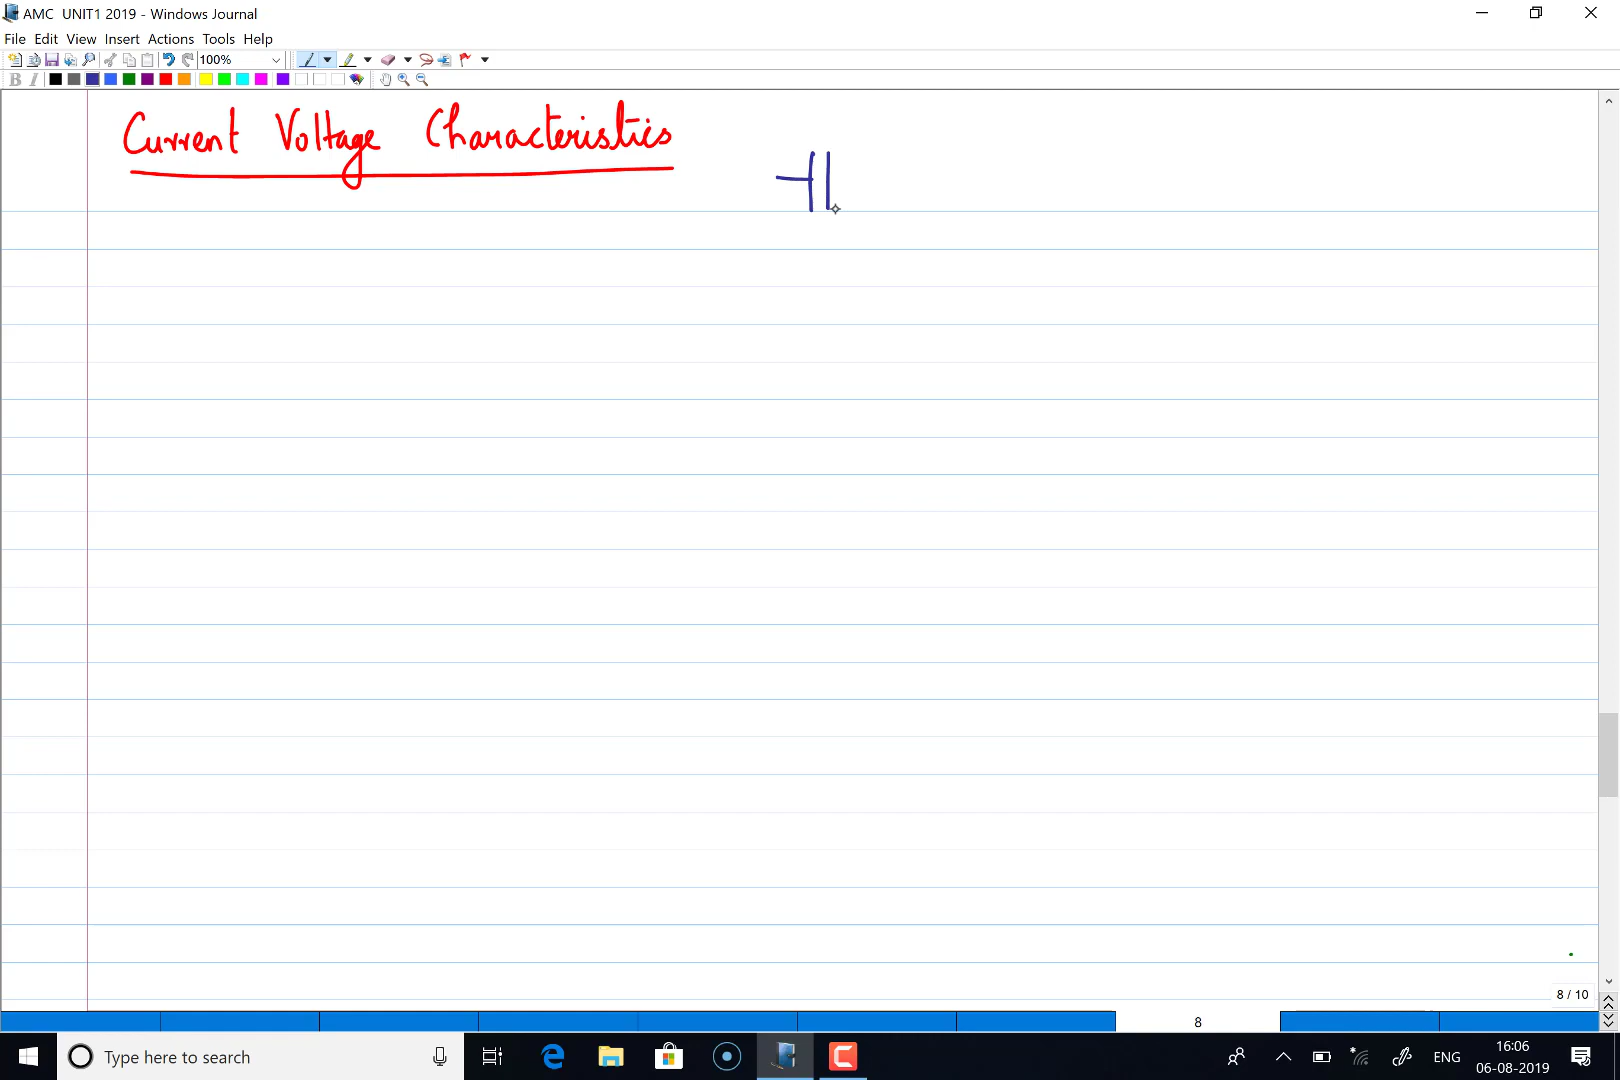 AMC UNIT1 2019 - Windows Journal
File Edit View Insert Actions Tools Help
100%
B I
Current Voltage Characteristics
8 / 10
8
Type here to search
ENG
16:06
06-08-2019